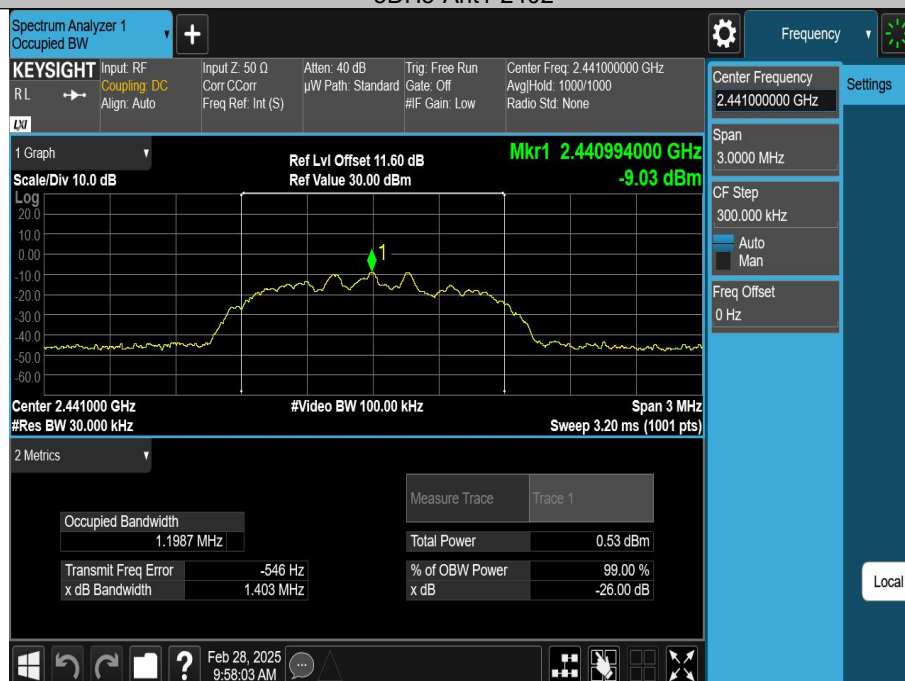 Spectrum Analyzer 1
Occupied BW
+
Frequency
KEYSIGHT
RL
LXI
Input: RF
Coupling: DC
Align: Auto
Input Z: 50 Ω
Corr CCorr
Freq Ref: Int (S)
Atten: 40 dB
µW Path: Standard
Trig: Free Run
Gate: Off
#IF Gain: Low
Center Freq: 2.441000000 GHz
Avg|Hold: 1000/1000
Radio Std: None
Center Frequency
2.441000000 GHz
Settings
Span
3.0000 MHz
CF Step
300.000 kHz
Auto
Man
Freq Offset
0 Hz
Local
1 Graph
Scale/Div 10.0 dB
Ref Lvl Offset 11.60 dB
Ref Value 30.00 dBm
Mkr1 2.440994000 GHz
-9.03 dBm
Log
20.0
10.0
0.00
-10.0
-20.0
-30.0
-40.0
-50.0
-60.0
1
Center 2.441000 GHz
#Res BW 30.000 kHz
#Video BW 100.00 kHz
Span 3 MHz
Sweep 3.20 ms (1001 pts)
2 Metrics
Measure Trace Trace 1
Occupied Bandwidth
1.1987 MHz
Total Power 0.53 dBm
Transmit Freq Error -546 Hz
% of OBW Power 99.00 %
x dB Bandwidth 1.403 MHz
x dB -26.00 dB
?
Feb 28, 2025
9:58:03 AM